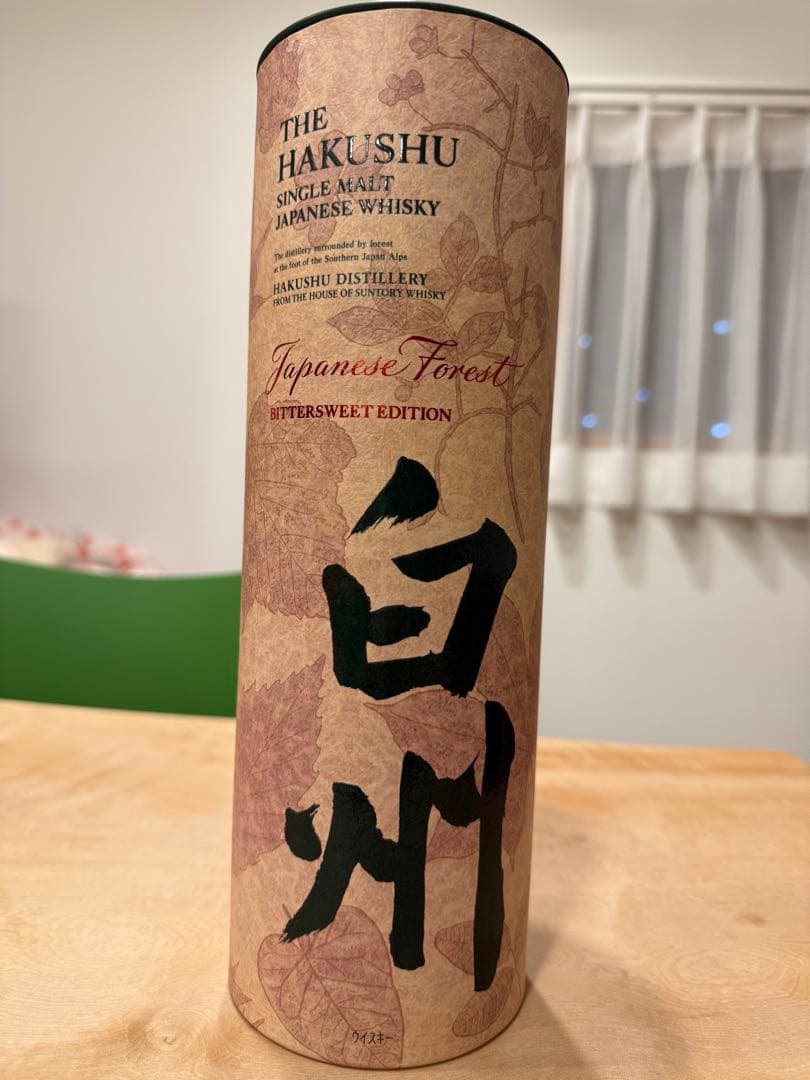 THE
HAKUSHU
SINGLE MALT
JAPANESE WHISKY
The distillery surrounded by forest
at the foot of the Southern Japan Alps
HAKUSHU DISTILLERY
FROM THE HOUSE OF SUNTORY WHISKY
Japanese Forest
BITTERSWEET EDITION
白
州
ウイスキー